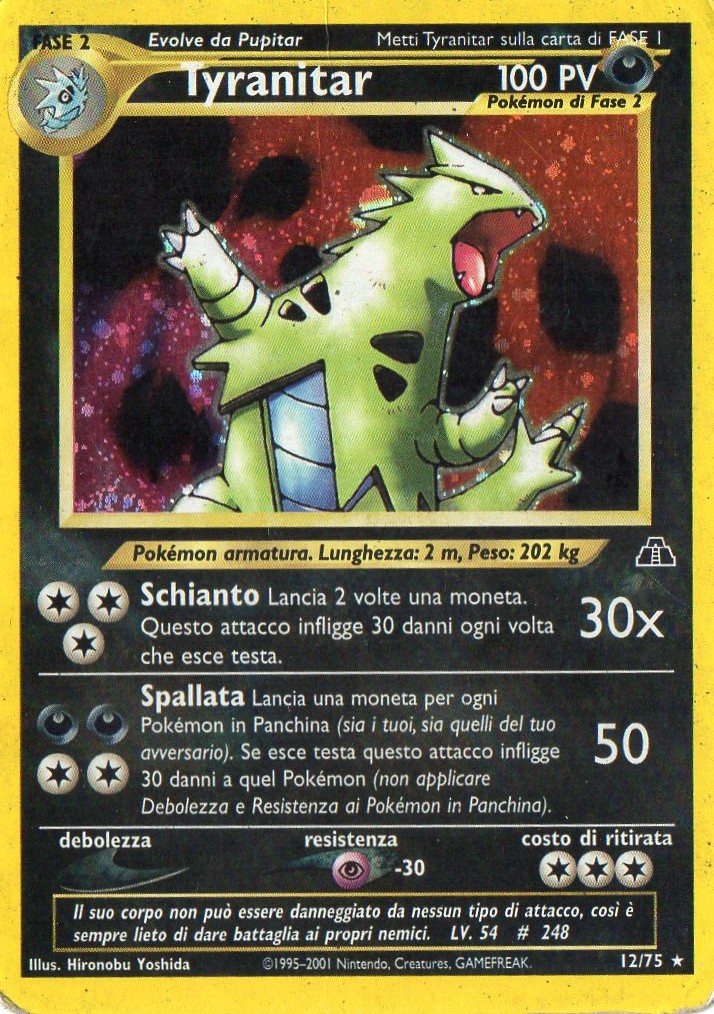 FASE 2
Evolve da Pupitar
Metti Tyranitar sulla carta di FASE 1
Tyranitar
100 PV
Pokémon di Fase 2
Pokémon armatura. Lunghezza: 2 m, Peso: 202 kg
Schianto Lancia 2 volte una moneta.
Questo attacco infligge 30 danni ogni volta
che esce testa.
30x
Spallata Lancia una moneta per ogni
Pokémon in Panchina (sia i tuoi, sia quelli del tuo
avversario). Se esce testa questo attacco infligge
30 danni a quel Pokémon (non applicare
Debolezza e Resistenza ai Pokémon in Panchina).
50
debolezza
resistenza
costo di ritirata
-30
Il suo corpo non può essere danneggiato da nessun tipo di attacco, così è
sempre lieto di dare battaglia ai propri nemici. LV. 54 # 248
Illus. Hironobu Yoshida
©1995–2001 Nintendo, Creatures, GAMEFREAK.
12/75 ★